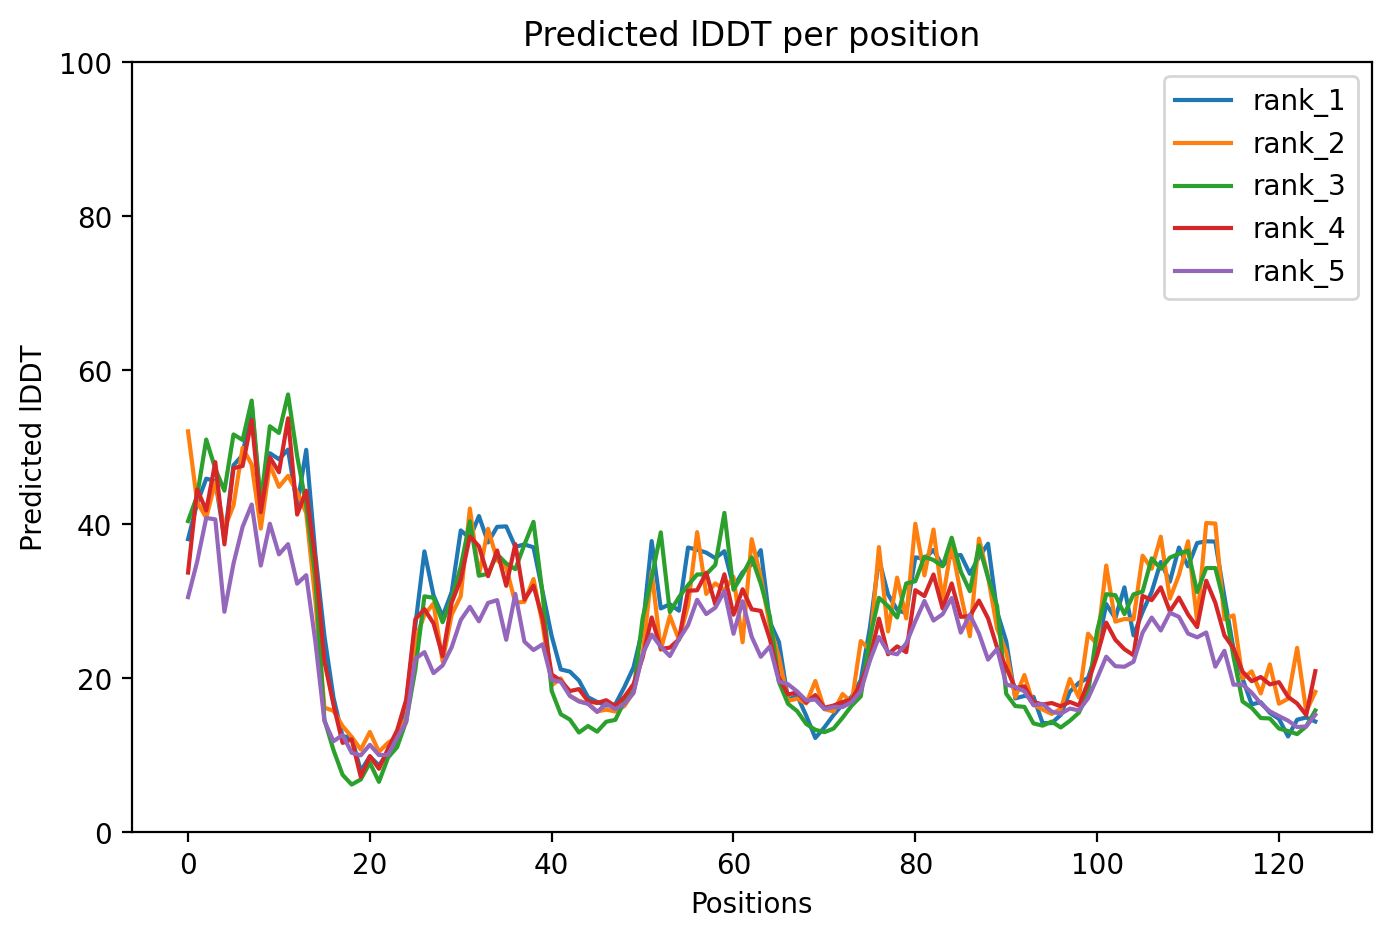 Predicted lDDT per position
100
80
60
40
20
0
Predicted lDDT
0 20 40 60 80 100 120
Positions
rank_1
rank_2
rank_3
rank_4
rank_5